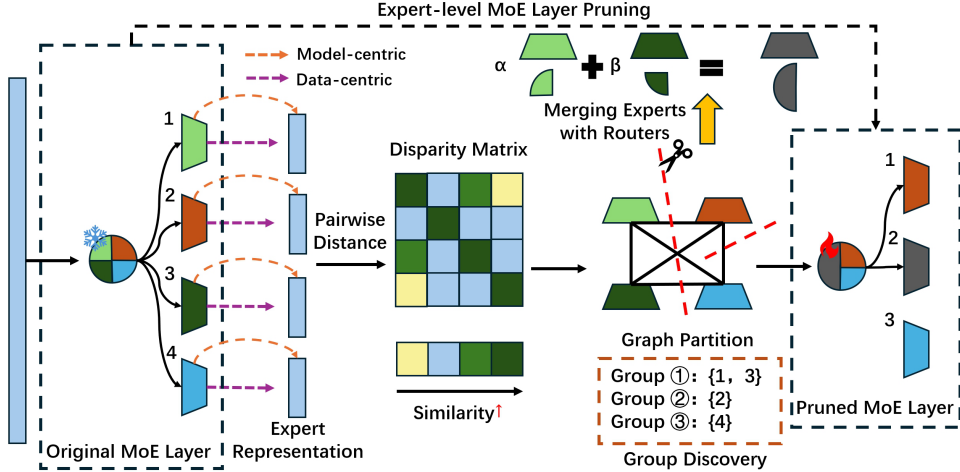 Expert-level MoE Layer Pruning
Model-centric
Data-centric
α
β
Merging Experts
with Routers
1
2
3
4
Original MoE Layer
Expert
Representation
Pairwise
Distance
Disparity Matrix
Similarity↑
Graph Partition
Group ①: {1, 3}
Group ②: {2}
Group ③: {4}
Group Discovery
1
2
3
Pruned MoE Layer